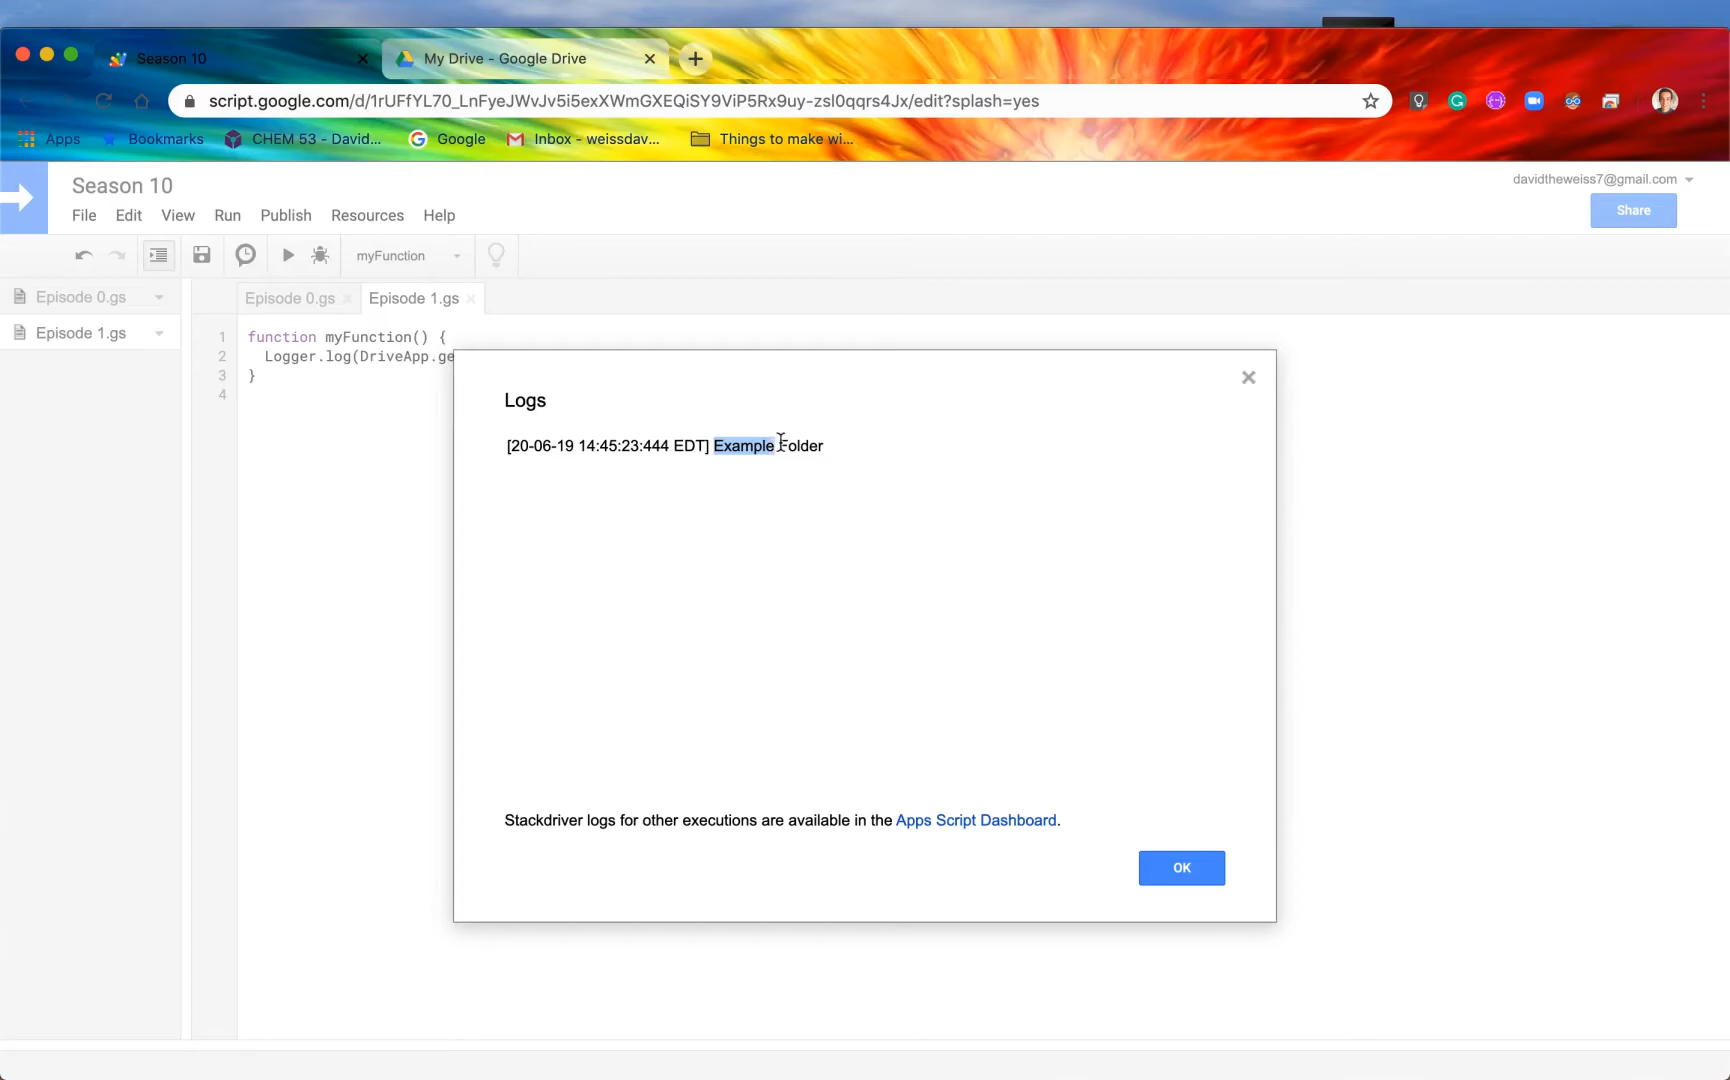 Season 10
My Drive - Google Drive
script.google.com/d/1rUFfYL70_LnFyeJWvJv5i5exXWmGXEQiSY9ViP5Rx9uy-zsl0qqrs4Jx/edit?splash=yes
Apps Bookmarks CHEM 53 - David... Google Inbox - weissdav... Things to make wi...
Season 10
davidtheweiss7@gmail.com
File Edit View Run Publish Resources Help
Share
myFunction
Episode 0.gs
Episode 1.gs
Episode 0.gs Episode 1.gs
1 function myFunction() {
2 Logger.log(DriveApp.ge
3 }
4
Logs
[20-06-19 14:45:23:444 EDT] Example Folder
Stackdriver logs for other executions are available in the Apps Script Dashboard.
OK